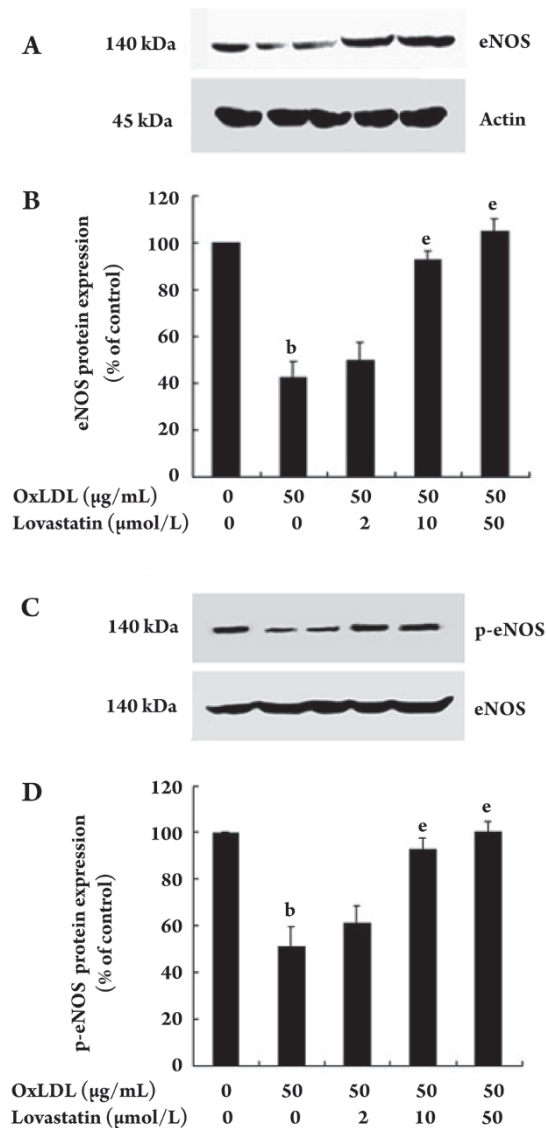 A
140 kDa eNOS
45 kDa Actin
B
eNOS protein expression
(% of control)
120
100
80
60
40
20
0
b
e
e
OxLDL (µg/mL) 0 50 50 50 50
Lovastatin (µmol/L) 0 0 2 10 50
C
140 kDa p-eNOS
140 kDa eNOS
D
p-eNOS protein expression
(% of control)
120
100
80
60
40
20
0
b
e
e
OxLDL (µg/mL) 0 50 50 50 50
Lovastatin (µmol/L) 0 0 2 10 50